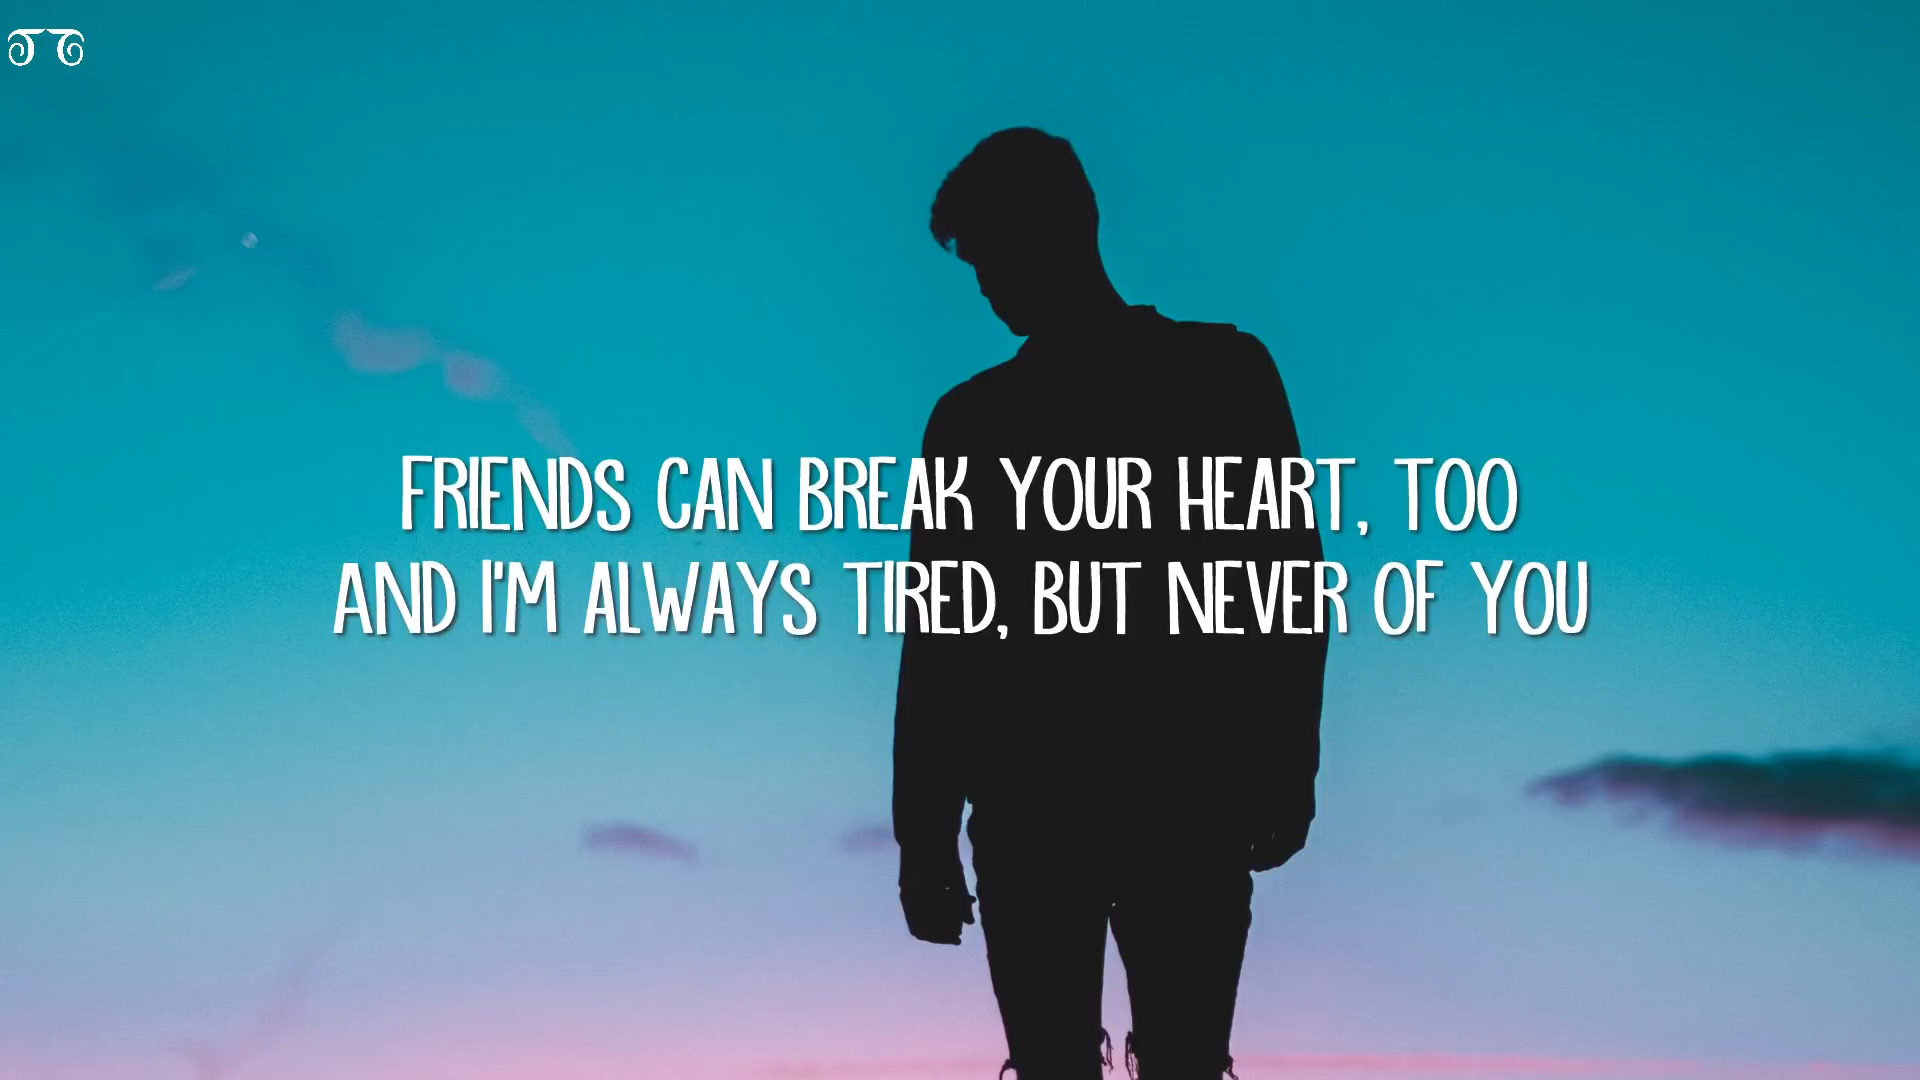 FRIENDS CAN BREAK YOUR HEART, TOO
AND I'M ALWAYS TIRED, BUT NEVER OF YOU